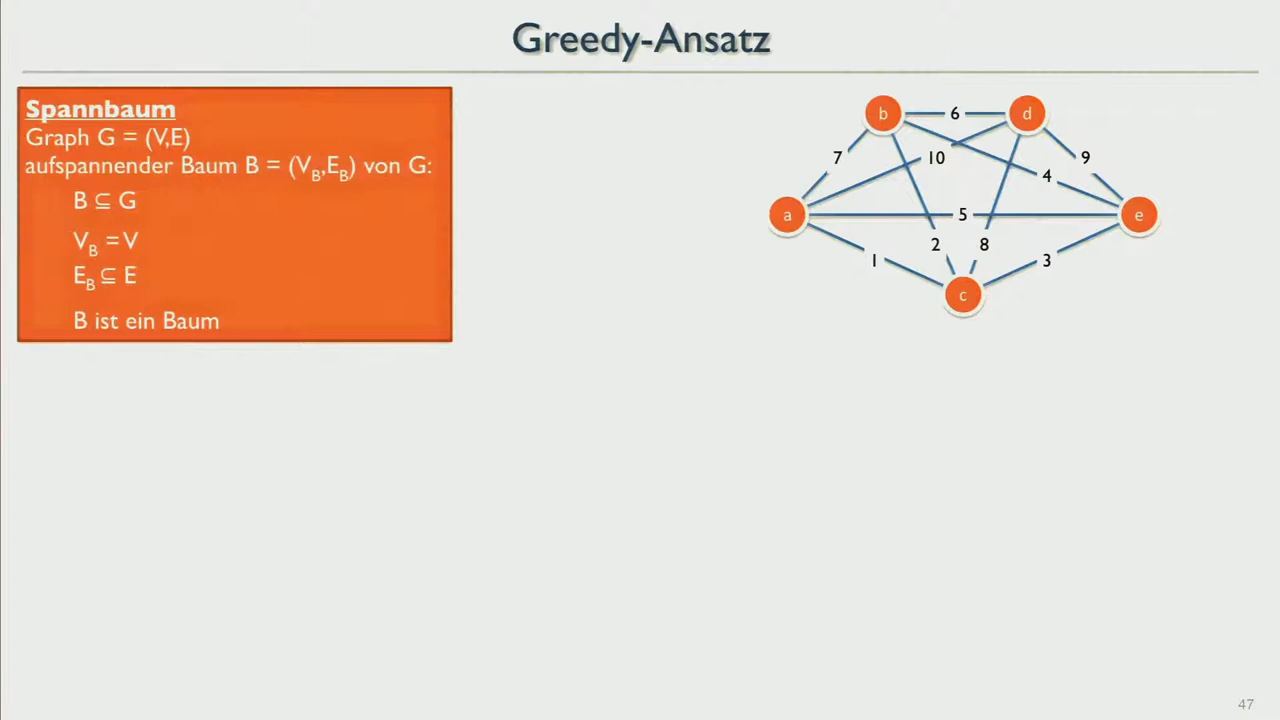 Greedy-Ansatz
Spannbaum
Graph G = (V,E)
aufspannender Baum B = (V_B,E_B) von G:
B ⊆ G
V_B = V
E_B ⊆ E
B ist ein Baum
b
6
d
7
10
9
4
a
5
e
2
8
1
3
c
47